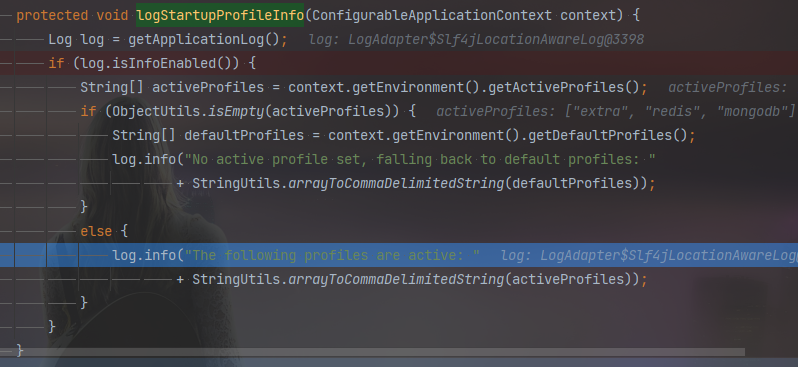 protected void logStartupProfileInfo(ConfigurableApplicationContext context) {
Log log = getApplicationLog(); log: LogAdapter$Slf4jLocationAwareLog@3398
if (log.isInfoEnabled()) {
String[] activeProfiles = context.getEnvironment().getActiveProfiles(); activeProfiles:
if (ObjectUtils.isEmpty(activeProfiles)) { activeProfiles: ["extra", "redis", "mongodb"]
String[] defaultProfiles = context.getEnvironment().getDefaultProfiles();
log.info("No active profile set, falling back to default profiles: "
+ StringUtils.arrayToCommaDelimitedString(defaultProfiles));
}
else {
log.info("The following profiles are active: " log: LogAdapter$Slf4jLocationAwareLog@
+ StringUtils.arrayToCommaDelimitedString(activeProfiles));
}
}
}